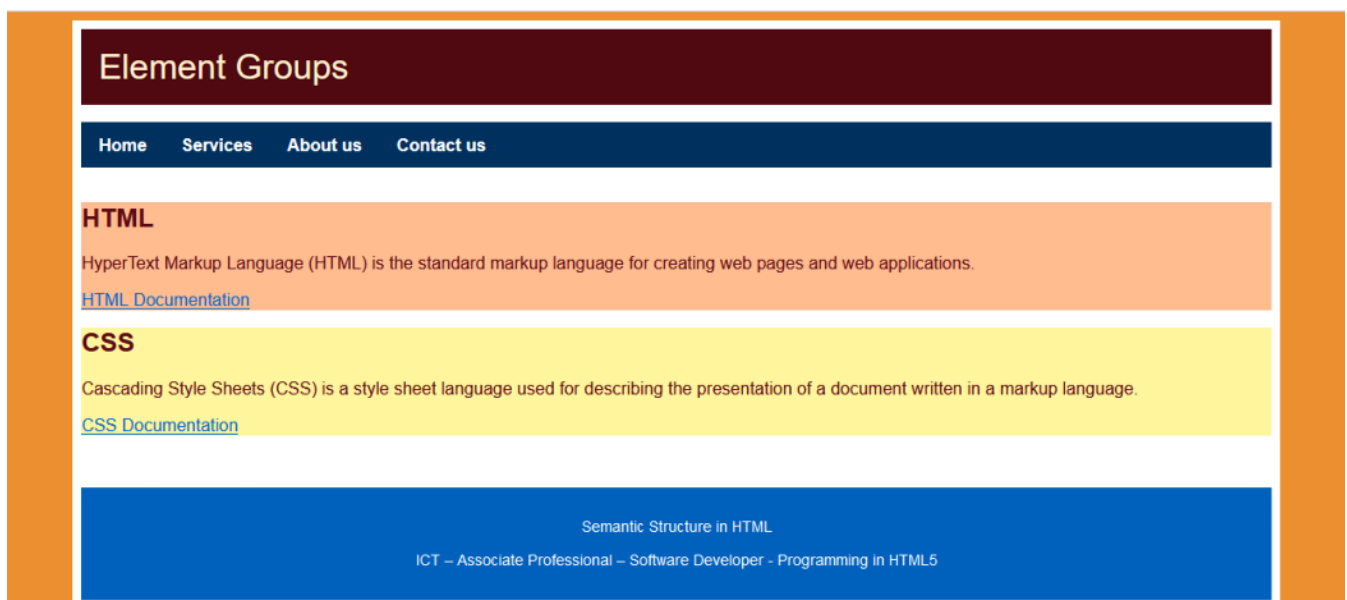 Element Groups
Home Services About us Contact us
HTML
HyperText Markup Language (HTML) is the standard markup language for creating web pages and web applications.
HTML Documentation
CSS
Cascading Style Sheets (CSS) is a style sheet language used for describing the presentation of a document written in a markup language.
CSS Documentation
Semantic Structure in HTML
ICT – Associate Professional – Software Developer - Programming in HTML5